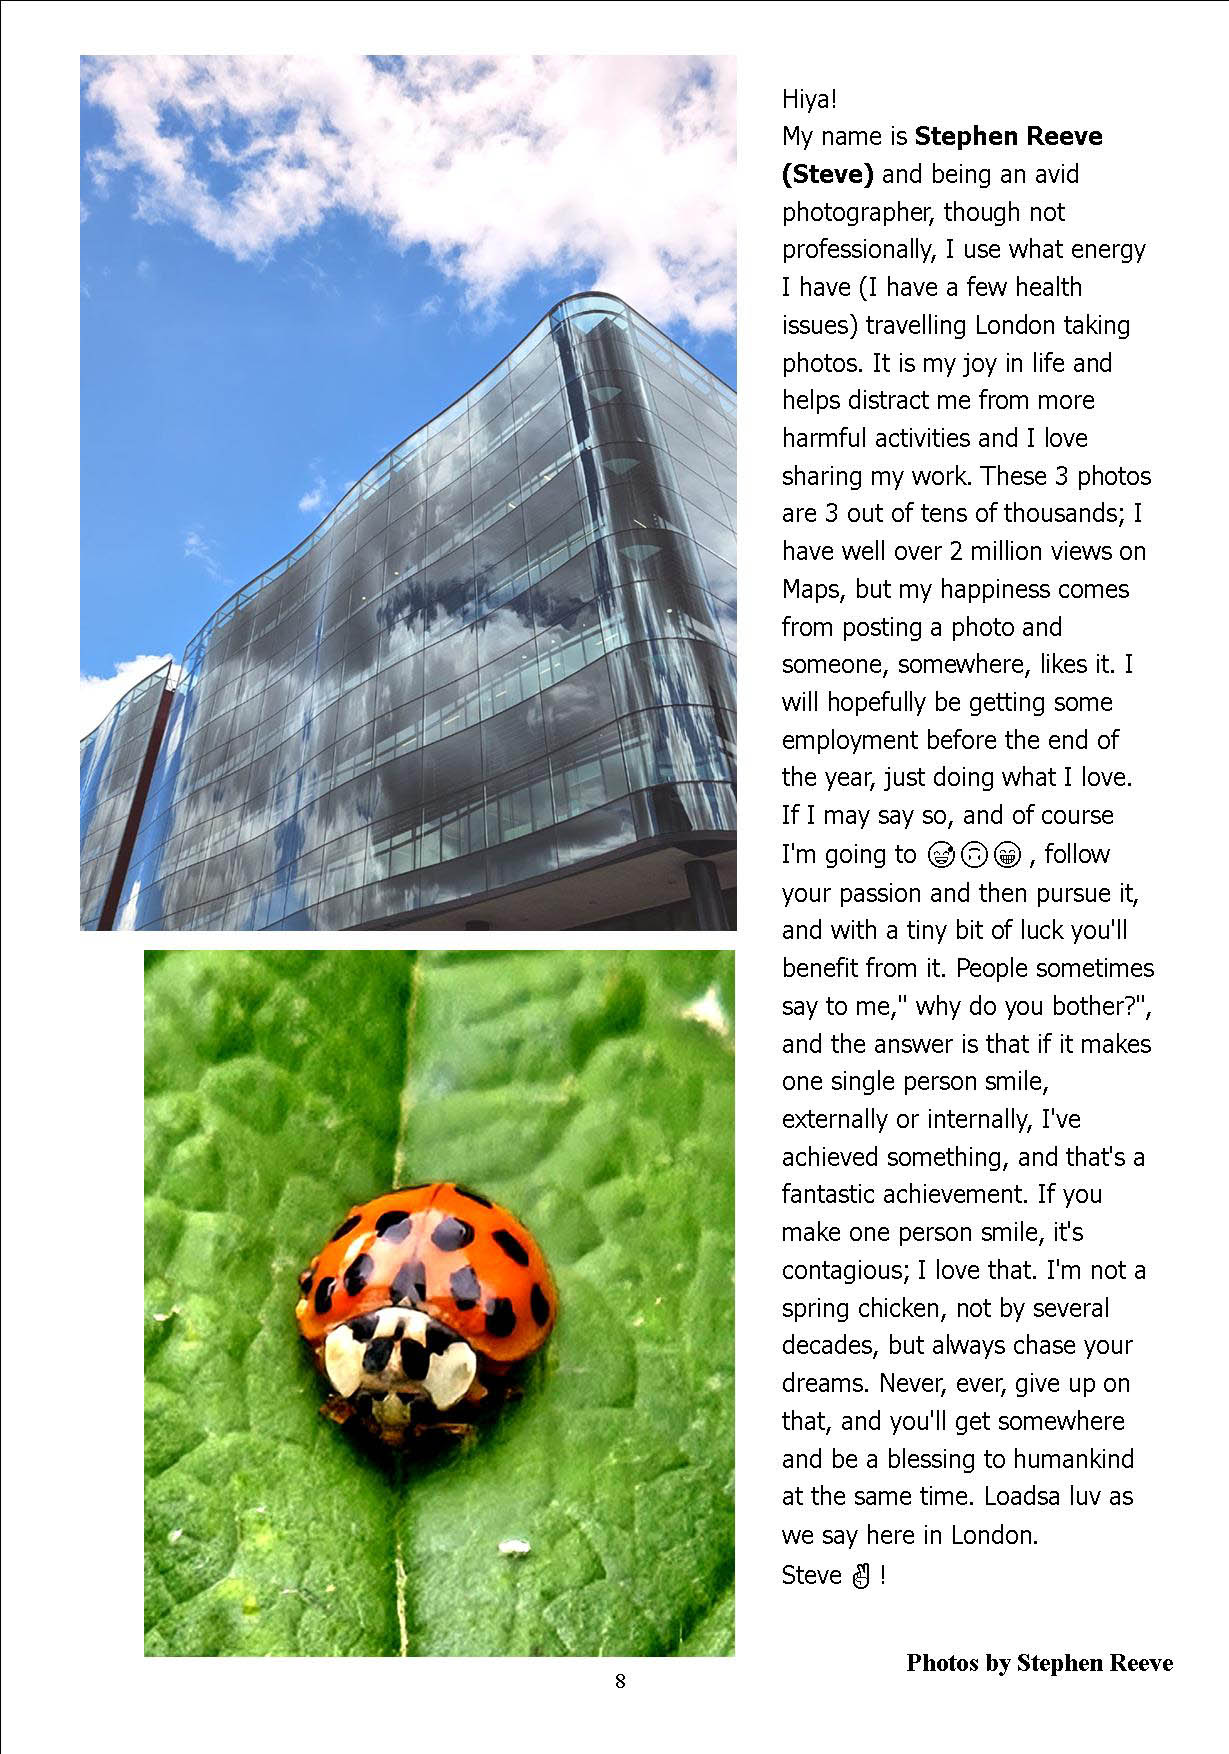 Hiya!
My name is Stephen Reeve
(Steve) and being an avid
photographer, though not
professionally, I use what energy
I have (I have a few health
issues) travelling London taking
photos. It is my joy in life and
helps distract me from more
harmful activities and I love
sharing my work. These 3 photos
are 3 out of tens of thousands; I
have well over 2 million views on
Maps, but my happiness comes
from posting a photo and
someone, somewhere, likes it. I
will hopefully be getting some
employment before the end of
the year, just doing what I love.
If I may say so, and of course
I'm going to 😅🙃😁 , follow
your passion and then pursue it,
and with a tiny bit of luck you'll
benefit from it. People sometimes
say to me," why do you bother?",
and the answer is that if it makes
one single person smile,
externally or internally, I've
achieved something, and that's a
fantastic achievement. If you
make one person smile, it's
contagious; I love that. I'm not a
spring chicken, not by several
decades, but always chase your
dreams. Never, ever, give up on
that, and you'll get somewhere
and be a blessing to humankind
at the same time. Loadsa luv as
we say here in London.
Steve ✌ !
Photos by Stephen Reeve
8